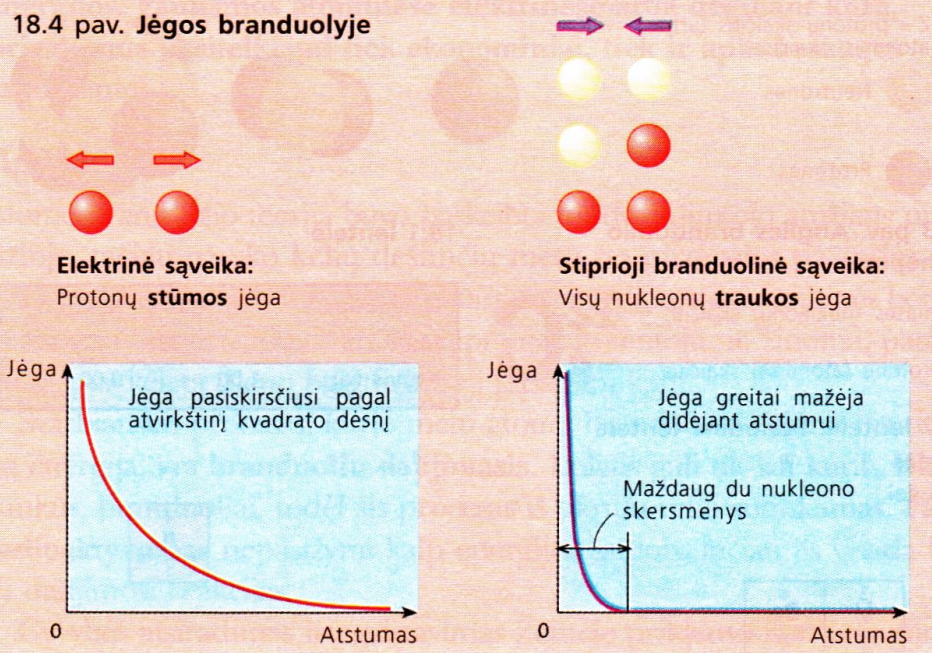 18.4 pav. Jėgos branduolyje
Elektrinė sąveika:
Protonų stūmos jėga
Stiprioji branduolinė sąveika:
Visų nukleonų traukos jėga
Jėga
Jėga pasiskirsčiusi pagal
atvirkštinį kvadrato dėsnį
0
Atstumas
Jėga
Jėga greitai mažėja
didėjant atstumui
Maždaug du nukleono
skersmenys
0
Atstumas